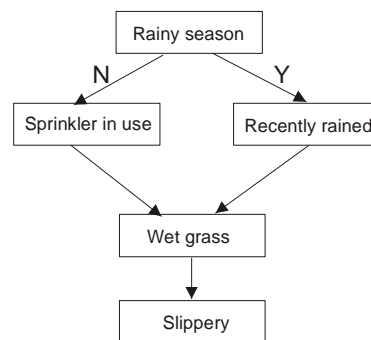 Rainy season
N
Y
Sprinkler in use
Recently rained
Wet grass
Slippery